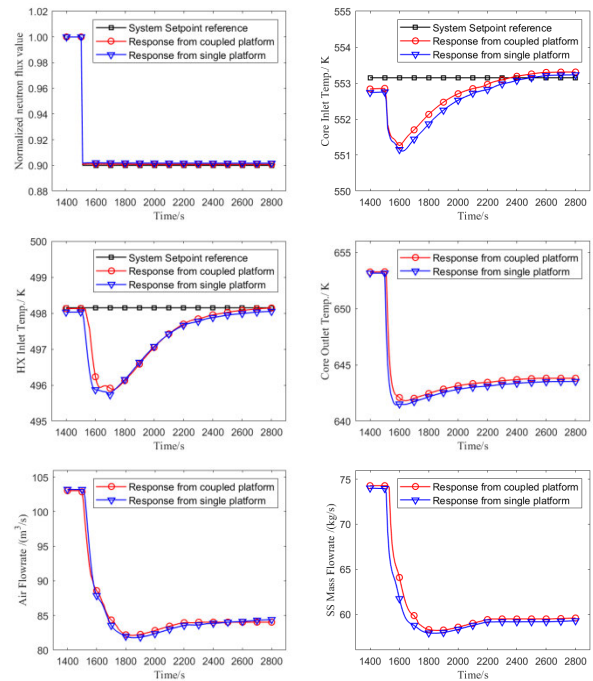 1.02
1.00
0.98
0.96
0.94
0.92
0.90
0.88
Normalized neutron flux value
System Setpoint reference
Response from coupled platform
Response from single platform
1400 1600 1800 2000 2200 2400 2600 2800
Time/s
555
554
553
552
551
550
Core Inlet Temp./ K
System Setpoint reference
Response from coupled platform
Response from single platform
1400 1600 1800 2000 2200 2400 2600 2800
Time/s
500
499
498
497
496
495
HX Inlet Temp./ K
System Setpoint reference
Response from coupled platform
Response from single platform
1400 1600 1800 2000 2200 2400 2600 2800
Time/s
655
650
645
640
Core Outlet Temp./ K
Response from coupled platform
Response from single platform
1400 1600 1800 2000 2200 2400 2600 2800
Time/s
105
100
95
90
85
80
Air Flowrate /(m³/s)
Response from coupled platform
Response from single platform
1400 1600 1800 2000 2200 2400 2600 2800
Time/s
75
70
65
60
SS Mass Flowrate /(kg/s)
Response from coupled platform
Response from single platform
1400 1600 1800 2000 2200 2400 2600 2800
Time/s